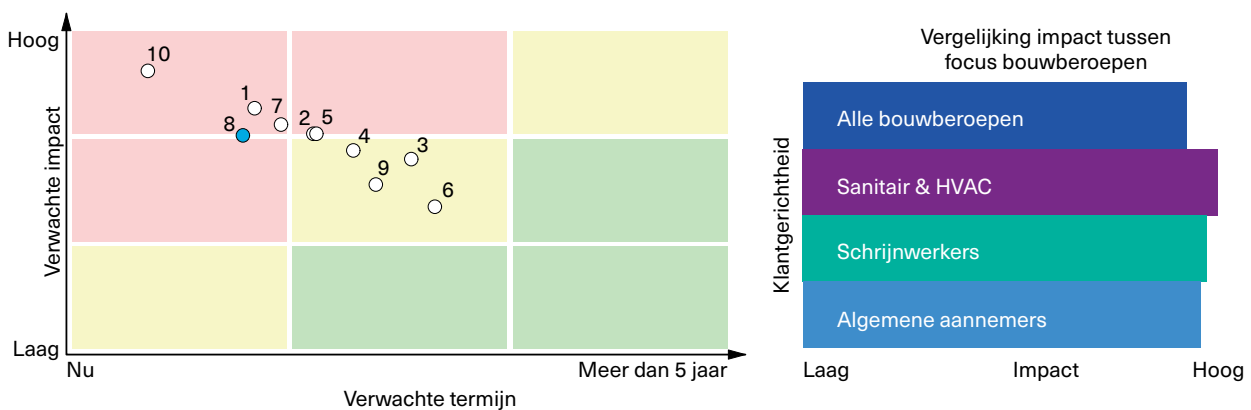 Hoog
Verwachte impact
Laag
10
1
7
8
2
5
4
3
9
6
Nu
Meer dan 5 jaar
Verwachte termijn
Vergelijking impact tussen
focus bouwberoepen
Klantgerichtheid
Alle bouwberoepen
Sanitair & HVAC
Schrijnwerkers
Algemene aannemers
Laag
Impact
Hoog